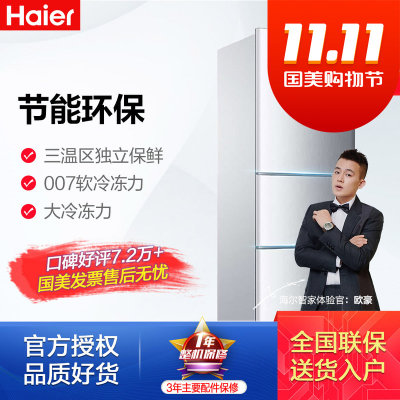 Haier
11.11
国美购物节
节能环保
三温区独立保鲜
007软冷冻力
大冷冻力
口碑好评7.2万+
国美发票售后无忧
海尔智家体验官：欧豪
官方授权
品质好货
1年
整机保修
3年主要配件保修
全国联保
送货入户